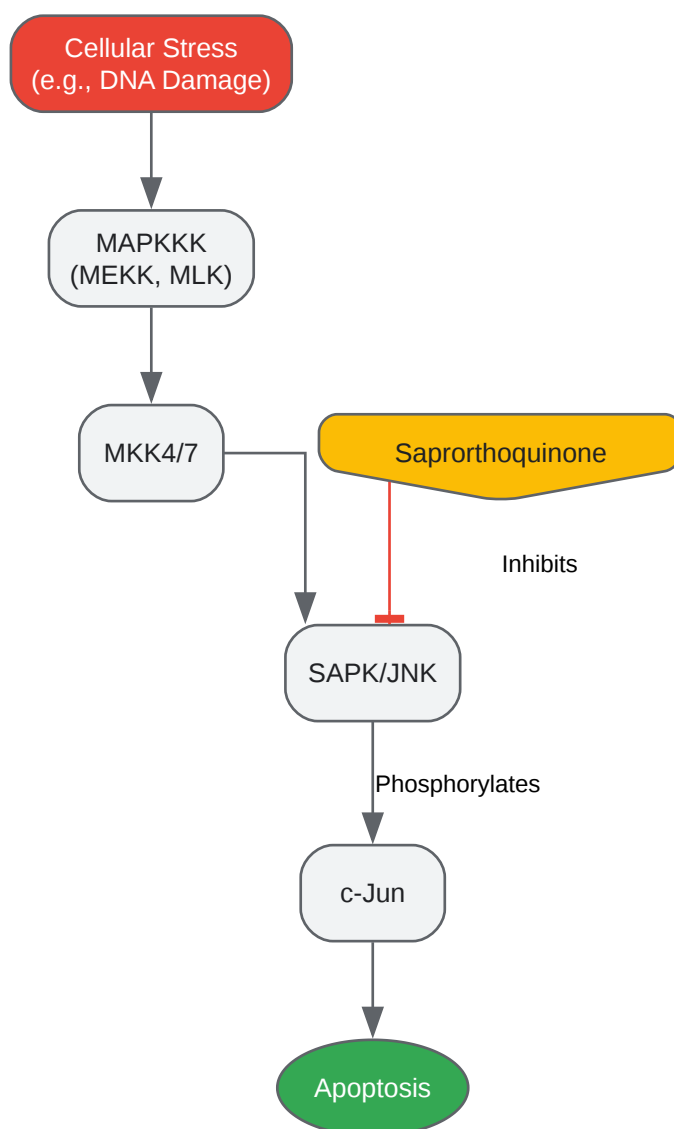 Cellular Stress
(e.g., DNA Damage)
MAPKKK
(MEKK, MLK)
MKK4/7
Saprorthoquinone
Inhibits
SAPK/JNK
Phosphorylates
c-Jun
Apoptosis